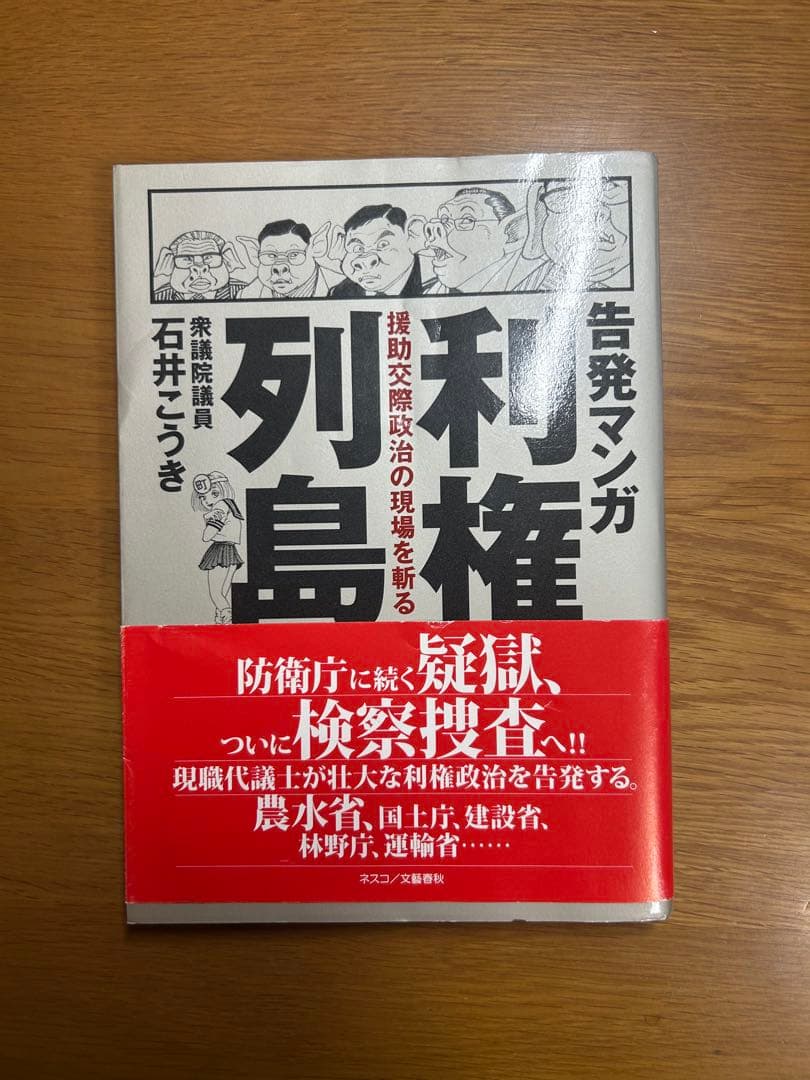 告発マンガ
利権
列島
援助交際政治の現場を斬る
衆議院議員
石井こうき
町
防衛庁に続く疑獄、
ついに検察捜査へ!!
現職代議士が壮大な利権政治を告発する。
農水省、国土庁、建設省、
林野庁、運輸省……
ネスコ/文藝春秋